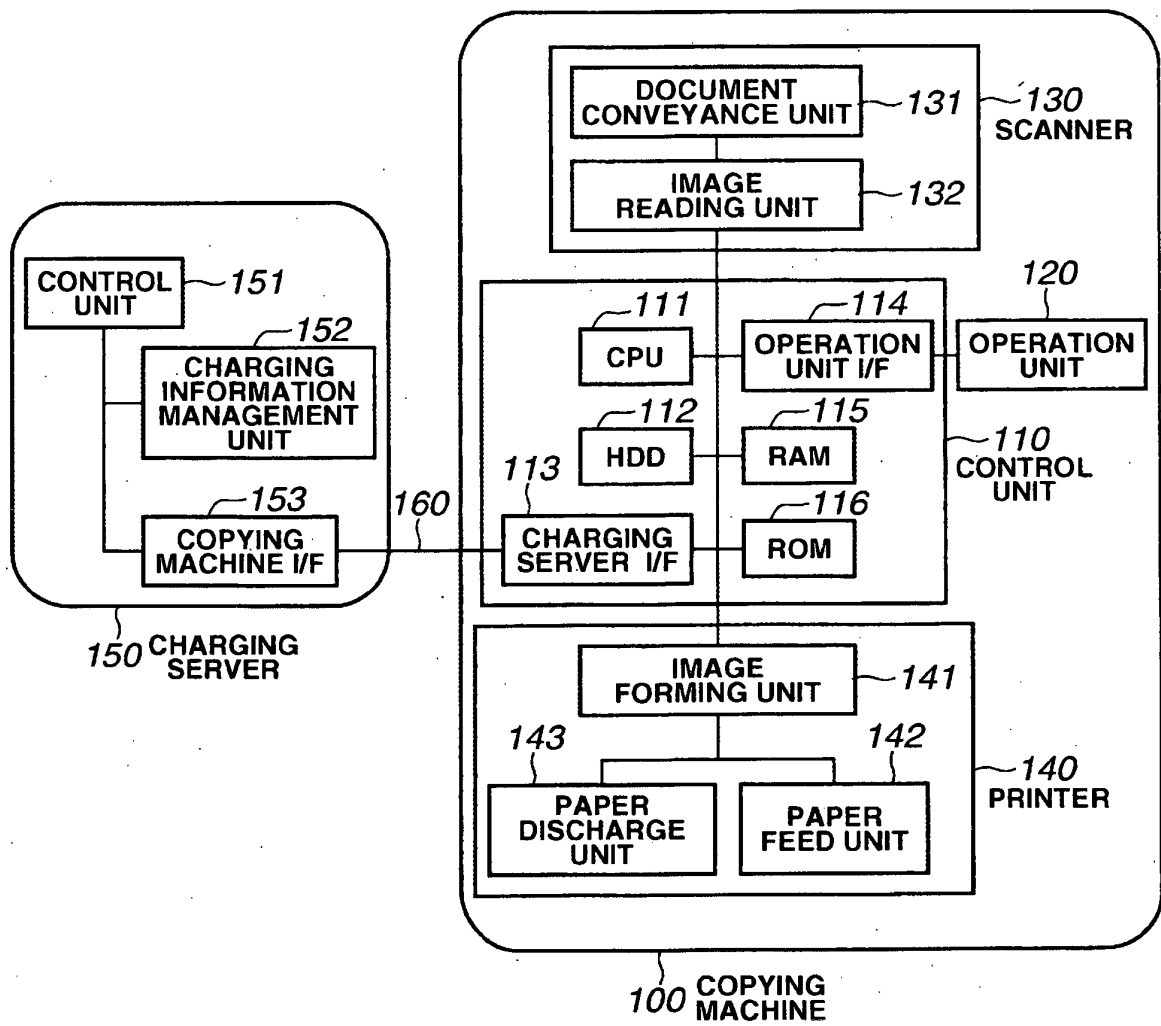 DOCUMENT
CONVEYANCE UNIT
131
130
SCANNER
IMAGE
READING UNIT
132
CONTROL
UNIT
151
152
CHARGING
INFORMATION
MANAGEMENT
UNIT
153
COPYING
MACHINE I/F
150 CHARGING
SERVER
160
111
CPU
114
OPERATION
UNIT I/F
120
OPERATION
UNIT
112
HDD
115
RAM
110
CONTROL
UNIT
113
CHARGING
SERVER I/F
116
ROM
IMAGE
FORMING UNIT
141
143
PAPER
DISCHARGE
UNIT
142
PAPER
FEED UNIT
140
PRINTER
100 COPYING
MACHINE